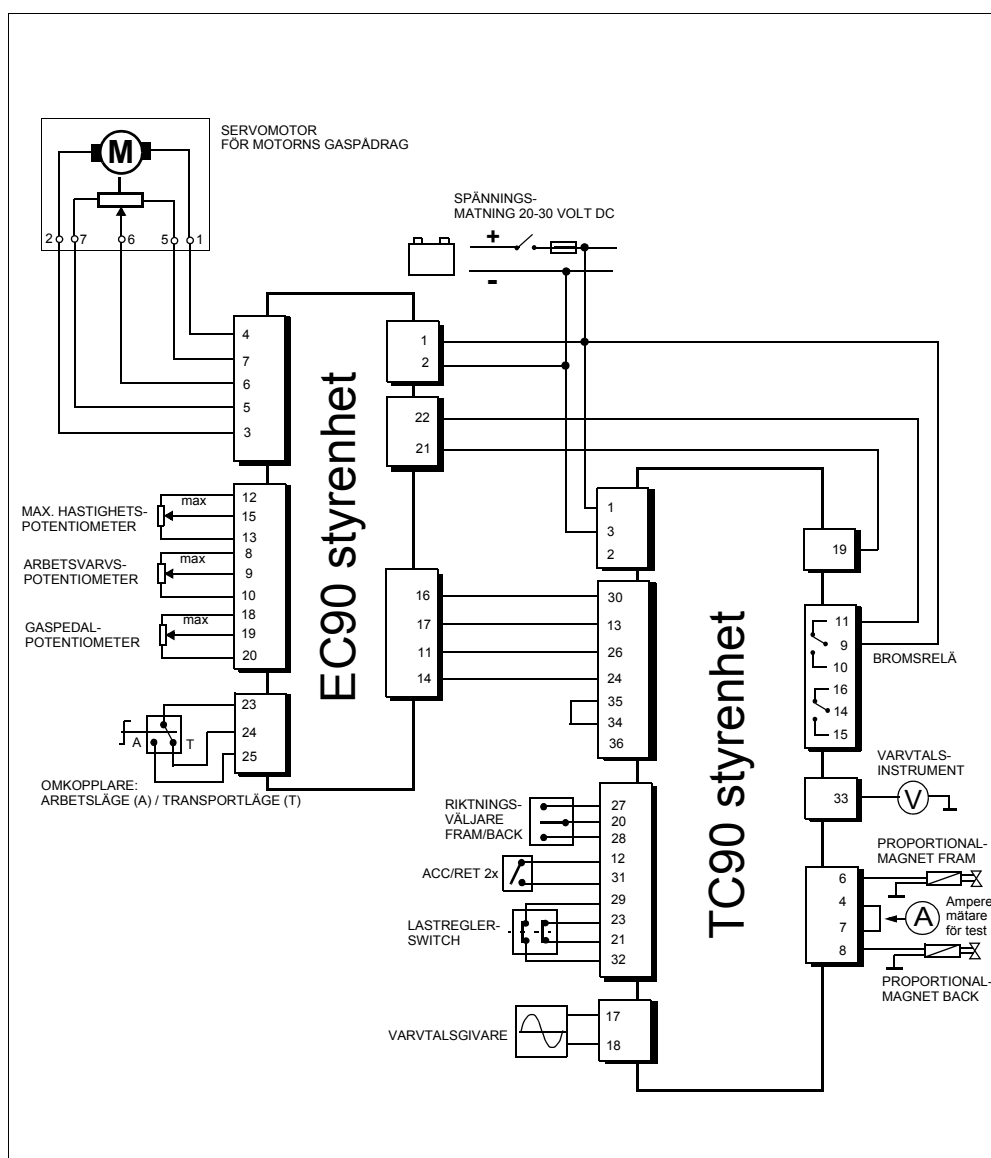 SERVOMOTOR
FÖR MOTORNS GASPÅDRAG
M
2
7
6
5
1
SPÄNNINGS-
MATNING 20-30 VOLT DC
+
-
EC90 styrenhet
4
7
6
5
3
MAX. HASTIGHETS-
POTENTIOMETER
max
12
15
13
ARBETSVARVS-
POTENTIOMETER
max
8
9
10
GASPEDAL-
POTENTIOMETER
max
18
19
20
A
T
23
24
25
OMKOPPLARE:
ARBETSLÄGE (A) / TRANSPORTLÄGE (T)
1
2
22
21
16
17
11
14
TC90 styrenhet
1
3
2
30
13
26
24
35
34
36
RIKTNINGS-
VÄLJARE
FRAM/BACK
27
20
28
ACC/RET 2x
12
31
LASTREGLER-
SWITCH
29
23
21
32
VARVTALSGIVARE
17
18
19
11
9
10
BROMSRELÄ
16
14
15
VARVTALS-
INSTRUMENT
33
V
PROPORTIONAL-
MAGNET FRAM
6
4
7
8
A
Ampere
mätare
för test
PROPORTIONAL-
MAGNET BACK